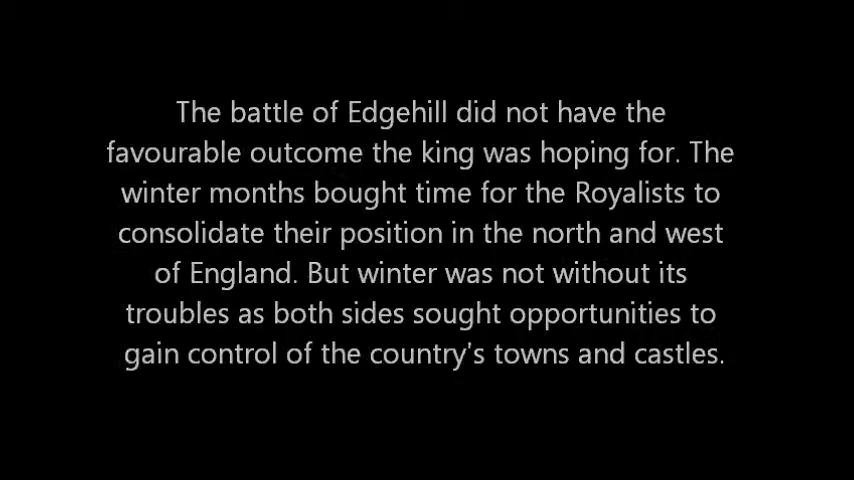 The battle of Edgehill did not have the
favourable outcome the king was hoping for. The
winter months bought time for the Royalists to
consolidate their position in the north and west
of England. But winter was not without its
troubles as both sides sought opportunities to
gain control of the country's towns and castles.